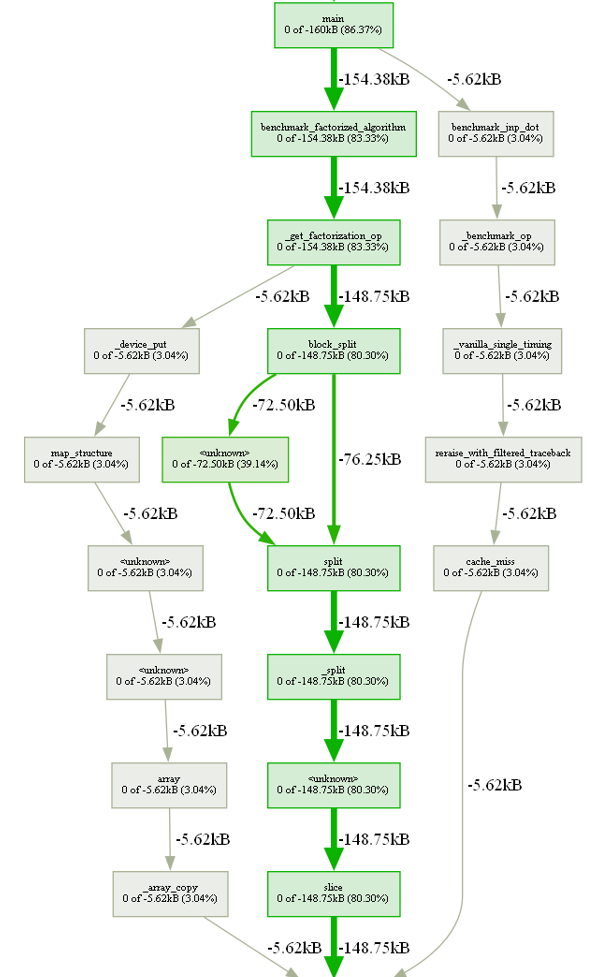 main
0 of -160kB (86.37%)
-154.38kB
-5.62kB
benchmark_factorized_algorithm
0 of -154.38kB (83.33%)
benchmark_jnp_dot
0 of -5.62kB (3.04%)
-154.38kB
-5.62kB
_get_factorization_op
0 of -154.38kB (83.33%)
_benchmark_op
0 of -5.62kB (3.04%)
-5.62kB
-148.75kB
-5.62kB
_device_put
0 of -5.62kB (3.04%)
block_split
0 of -148.75kB (80.30%)
_vanilla_single_timing
0 of -5.62kB (3.04%)
-5.62kB
-72.50kB
-5.62kB
map_structure
0 of -5.62kB (3.04%)
<unknown>
0 of -72.50kB (39.14%)
-76.25kB
reraise_with_filtered_traceback
0 of -5.62kB (3.04%)
-5.62kB
-72.50kB
-5.62kB
<unknown>
0 of -5.62kB (3.04%)
split
0 of -148.75kB (80.30%)
cache_miss
0 of -5.62kB (3.04%)
-5.62kB
-148.75kB
<unknown>
0 of -5.62kB (3.04%)
_split
0 of -148.75kB (80.30%)
-5.62kB
-148.75kB
array
0 of -5.62kB (3.04%)
<unknown>
0 of -148.75kB (80.30%)
-5.62kB
-5.62kB
-148.75kB
_array_copy
0 of -5.62kB (3.04%)
slice
0 of -148.75kB (80.30%)
-5.62kB
-148.75kB